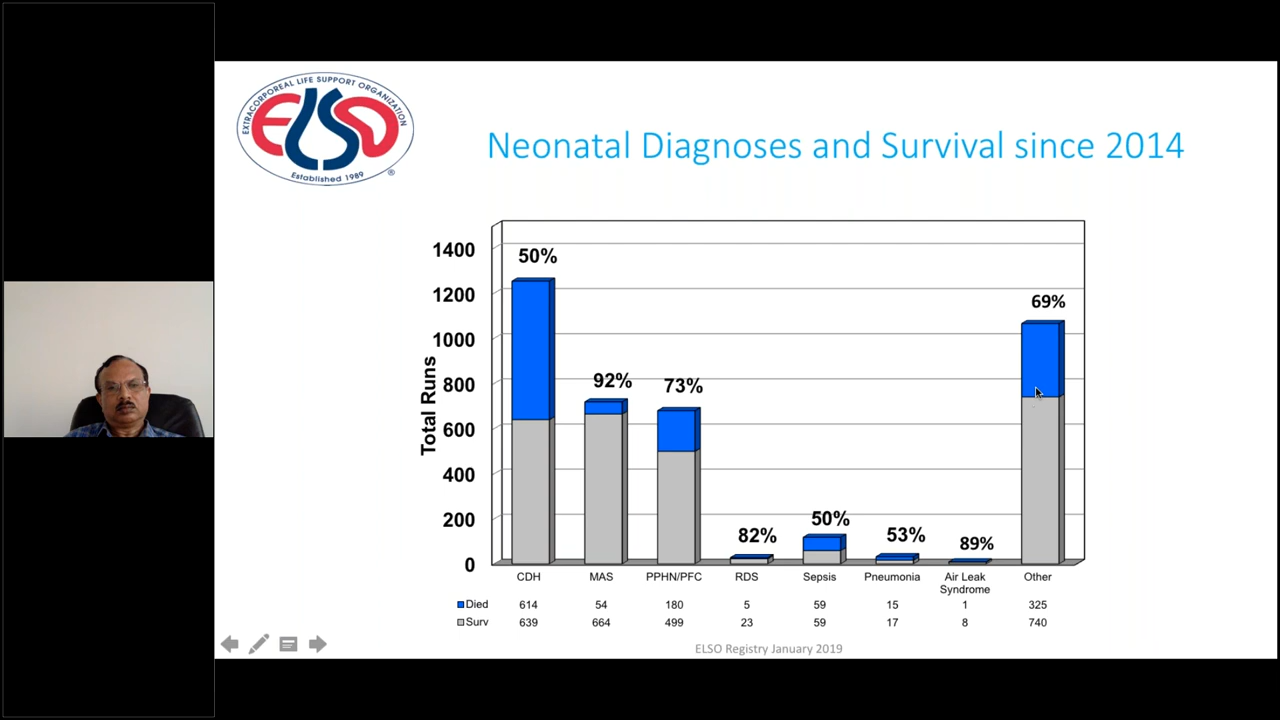 EXTRACORPOREAL LIFE SUPPORT ORGANIZATION
ELSO
Established 1989
®
Neonatal Diagnoses and Survival since 2014
Total Runs
1400
1200
1000
800
600
400
200
0
50%
92%
73%
82%
50%
53%
89%
69%
CDH MAS PPHN/PFC RDS Sepsis Pneumonia Air Leak Syndrome Other
Died 614 54 180 5 59 15 1 325
Surv 639 664 499 23 59 17 8 740
ELSO Registry January 2019